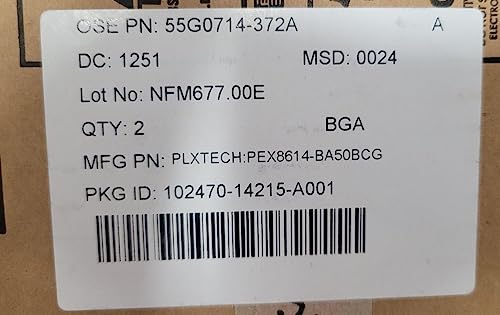 OSE PN: 55G0714-372A A
DC: 1251 MSD: 0024
Lot No: NFM677.00E
QTY: 2 BGA
MFG PN: PLXTECH:PEX8614-BA50BCG
PKG ID: 102470-14215-A001